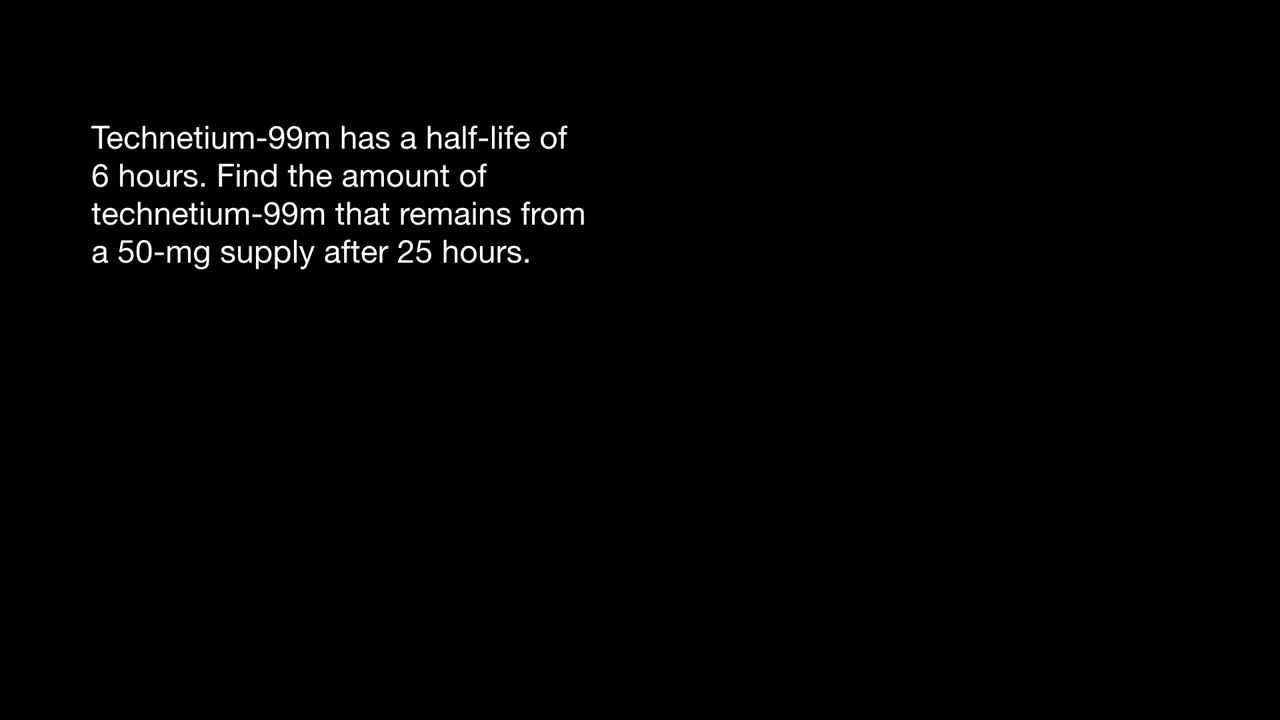 Technetium-99m has a half-life of
6 hours. Find the amount of
technetium-99m that remains from
a 50-mg supply after 25 hours.